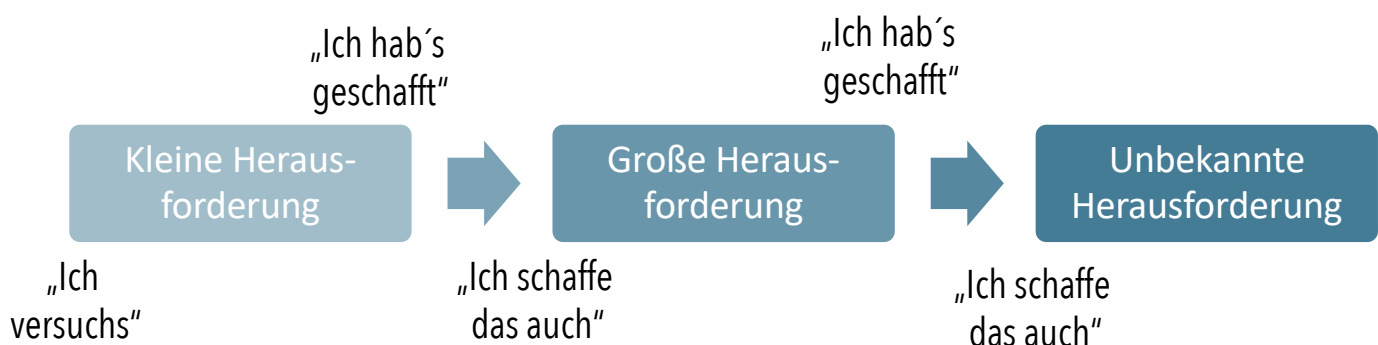 „Ich hab´s
geschafft“
„Ich hab´s
geschafft“
Kleine Heraus-
forderung
Große Heraus-
forderung
Unbekannte
Herausforderung
„Ich
versuchs“
„Ich schaffe
das auch“
„Ich schaffe
das auch“